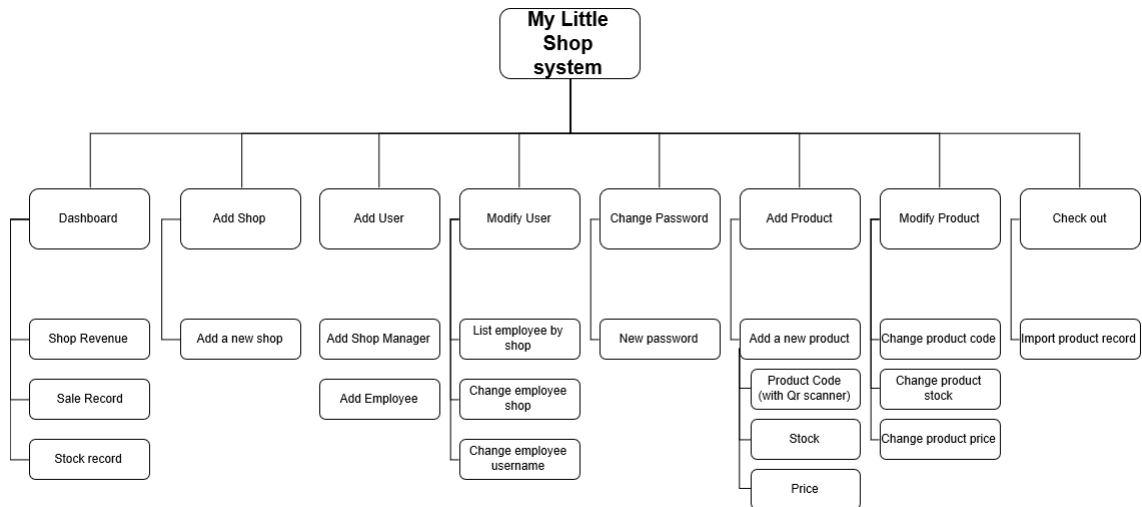 My Little
Shop
system
Dashboard
Add Shop
Add User
Modify User
Change Password
Add Product
Modify Product
Check out
Shop Revenue
Add a new shop
Add Shop Manager
List employee by
shop
New password
Add a new product
Change product code
Import product record
Sale Record
Add Employee
Change employee
shop
Product Code
(with Qr scanner)
Change product
stock
Stock record
Change employee
username
Stock
Change product price
Price